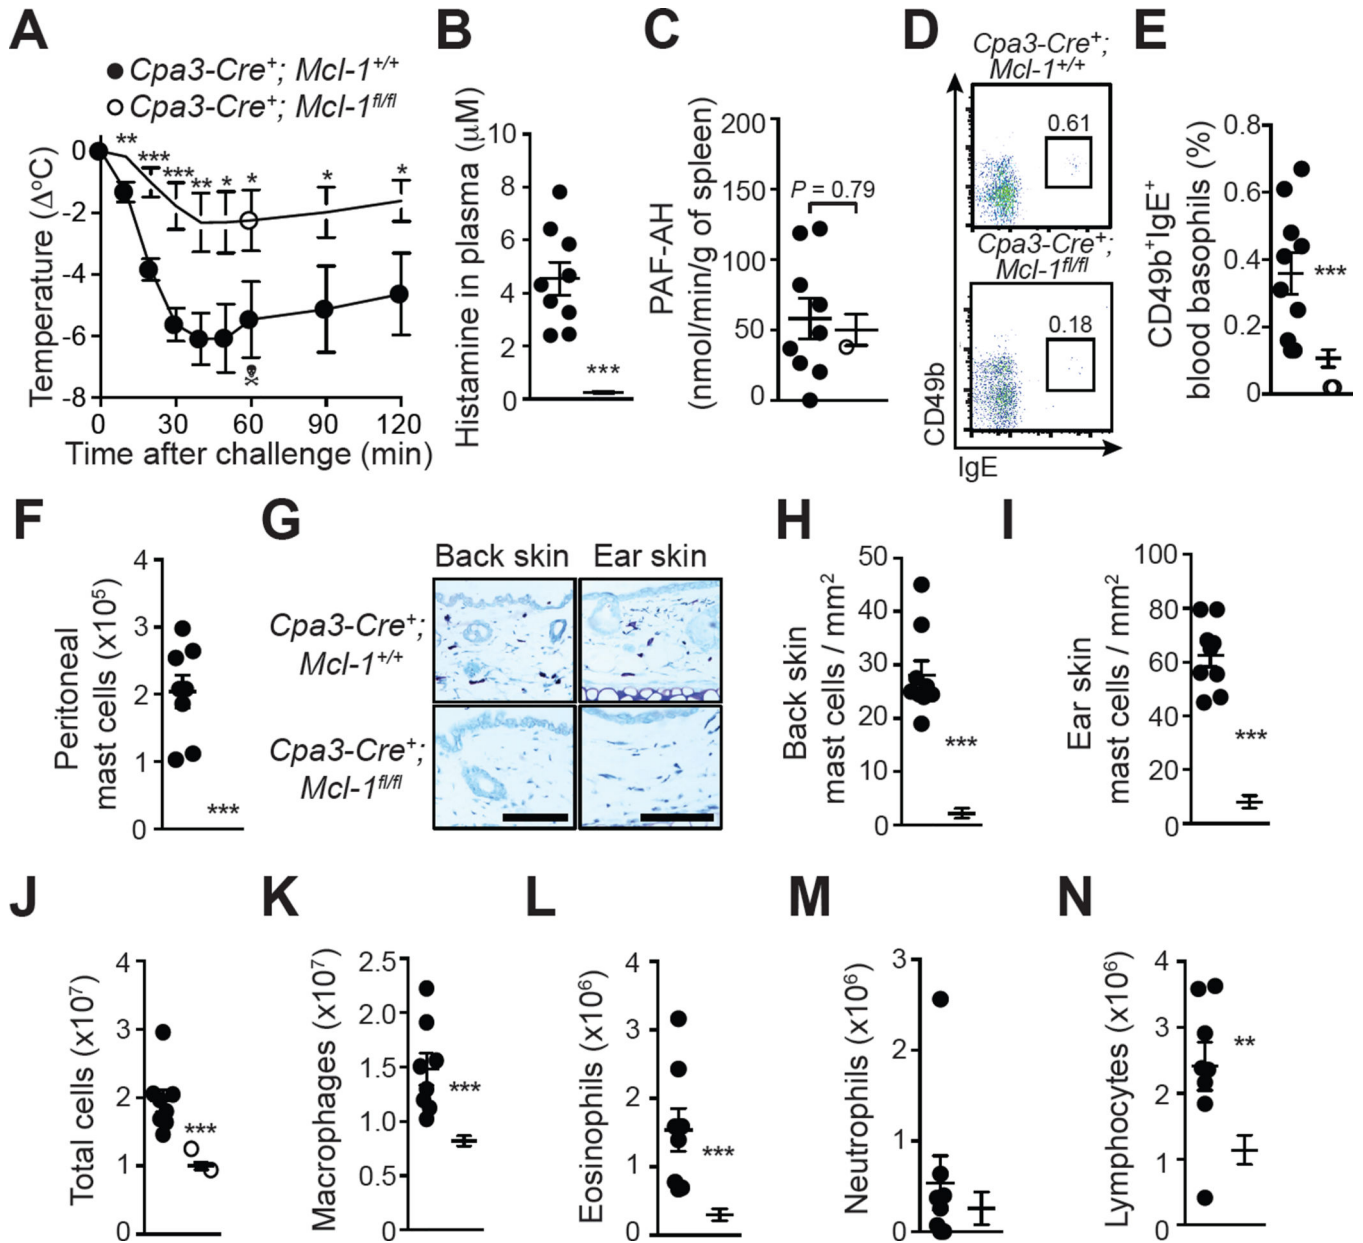 A
Cpa3-Cre+; Mcl-1+/+
Cpa3-Cre+; Mcl-1fl/fl
Temperature (Δ°C)
0
-2
-4
-6
-8
** *** *** ** * * * *
0 30 60 90 120
Time after challenge (min)
B
Histamine in plasma (μM)
10
8
6
4
2
0
***
C
PAF-AH
(nmol/min/g of spleen)
200
150
100
50
0
P = 0.79
D
Cpa3-Cre+;
Mcl-1+/+
0.61
Cpa3-Cre+;
Mcl-1fl/fl
0.18
CD49b
IgE
E
CD49b+IgE+
blood basophils (%)
0.8
0.6
0.4
0.2
0
***
F
Peritoneal
mast cells (x10⁵)
4
3
2
1
0
***
G
Back skin Ear skin
Cpa3-Cre+;
Mcl-1+/+
Cpa3-Cre+;
Mcl-1fl/fl
H
Back skin
mast cells / mm²
50
40
30
20
10
0
***
I
Ear skin
mast cells / mm²
100
80
60
40
20
0
***
J
Total cells (x10⁷)
4
3
2
1
0
***
K
Macrophages (x10⁷)
2.5
2.0
1.5
1.0
0.5
0
***
L
Eosinophils (x10⁶)
4
3
2
1
0
***
M
Neutrophils (x10⁶)
3
2
1
0
N
Lymphocytes (x10⁶)
4
3
2
1
0
**